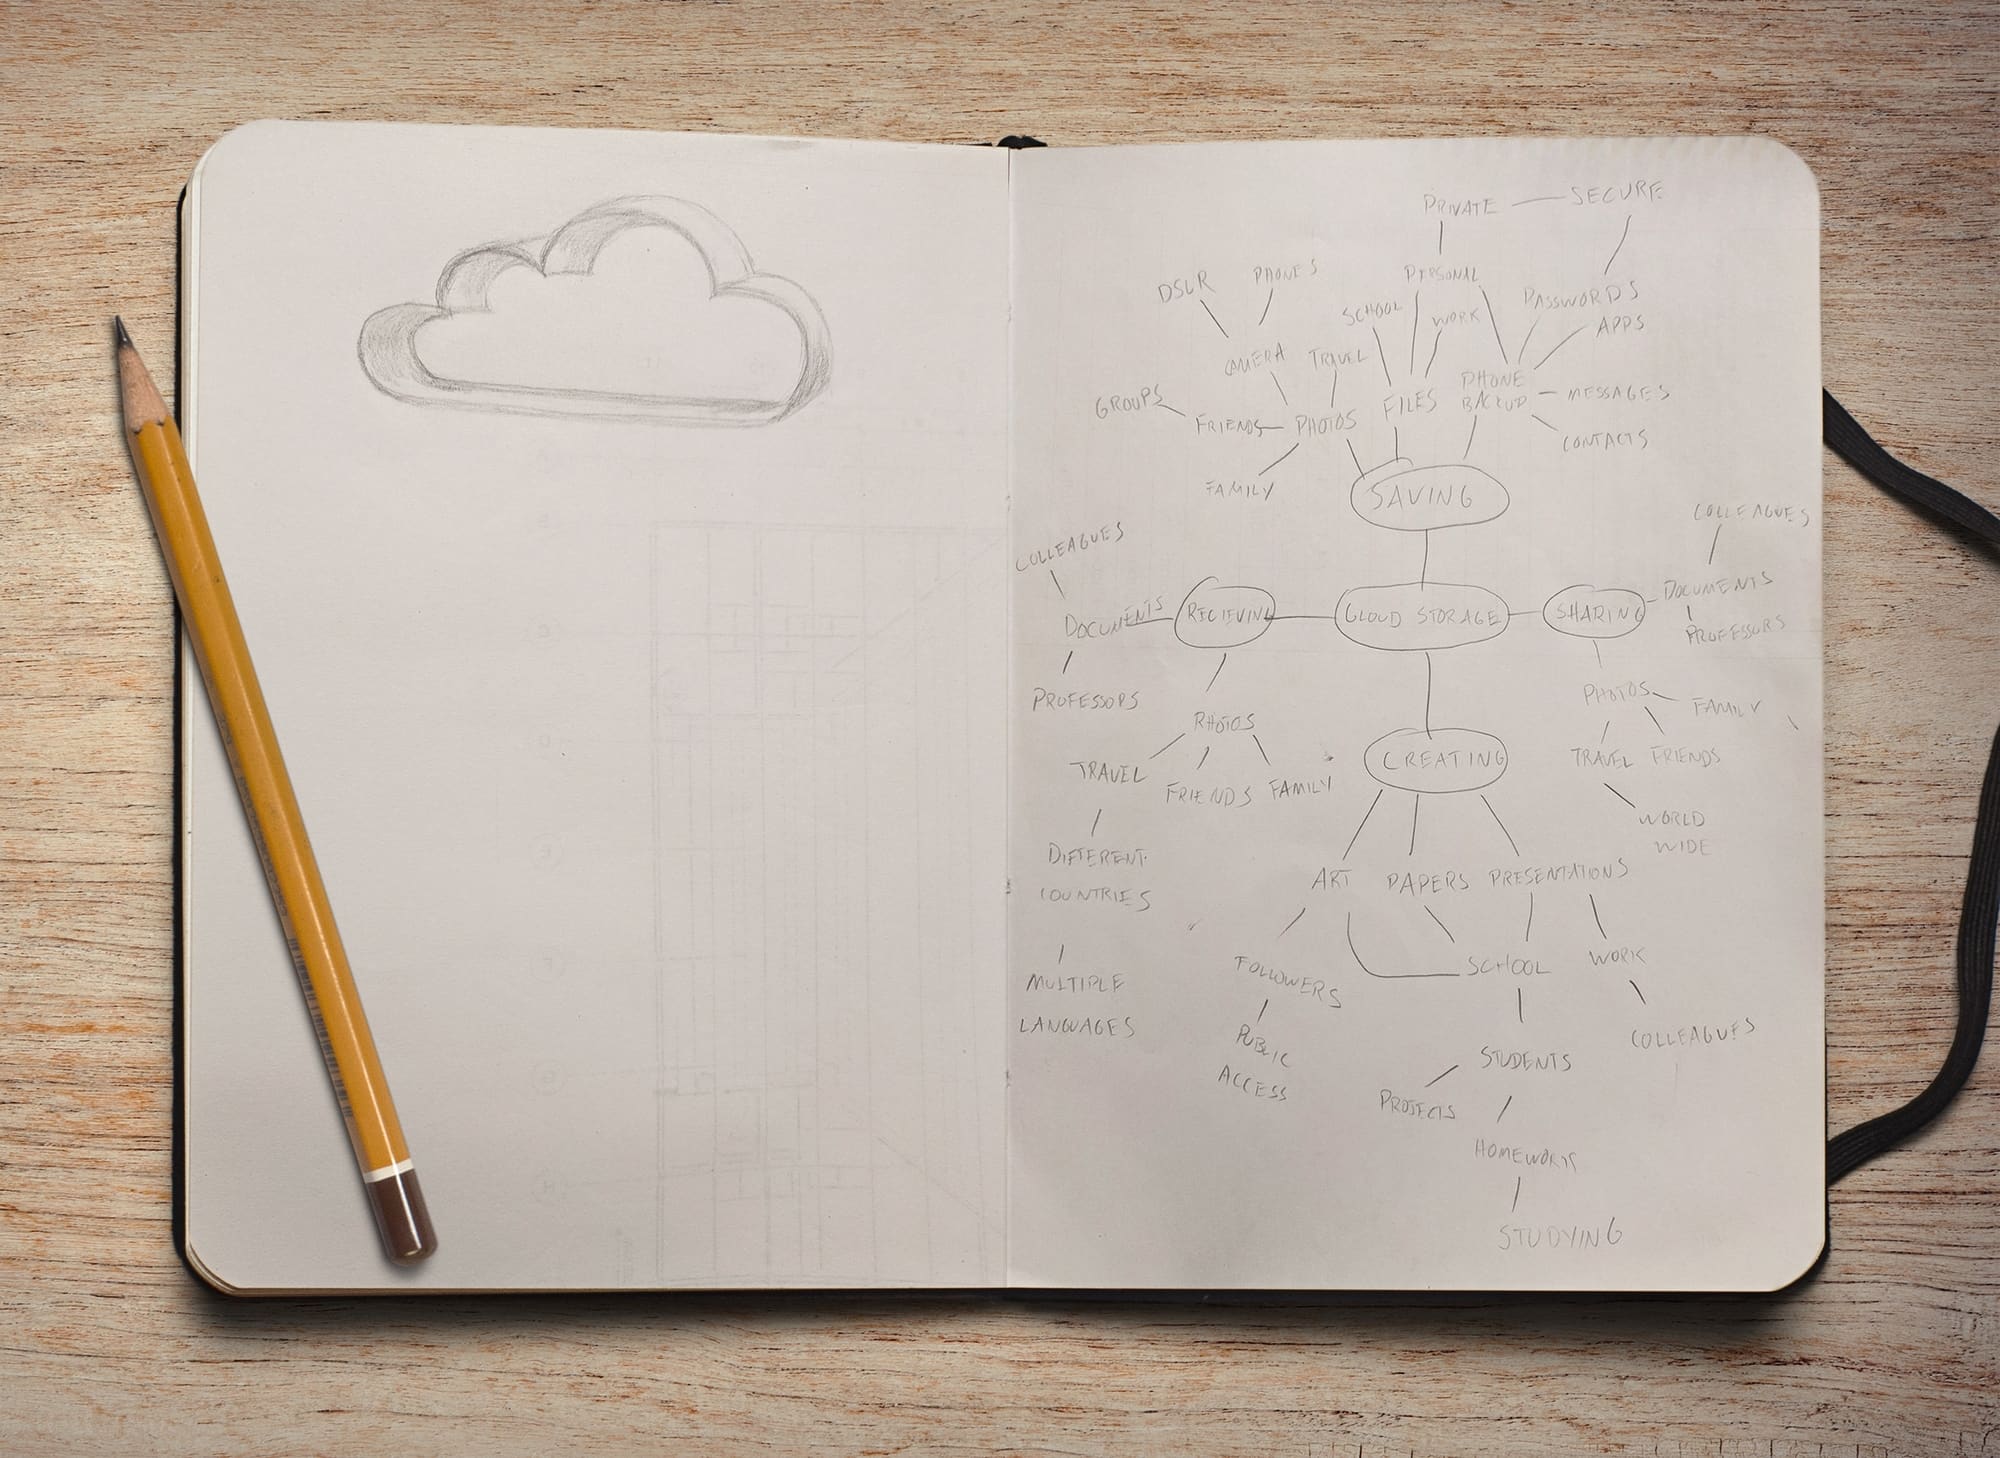 PRIVATE
SECURE
DSLR
PHONES
PERSONAL
SCHOOL
WORK
PASSWORDS
APPS
CAMERA
TRAVEL
PHONE
BACKUP
MESSAGES
GROUPS
FRIENDS
PHOTOS
FILES
CONTACTS
FAMILY
SAVING
COLLEAGUES
COLLEAGUES
DOCUMENTS
RECIEVING
CLOUD STORAGE
SHARING
DOCUMENTS
PROFESSORS
PROFESSORS
PHOTOS
PHOTOS
FAMILY
TRAVEL
FRIENDS
FAMILY
CREATING
TRAVEL
FRIENDS
WORLD
WIDE
DIFFERENT
COUNTRIES
ART
PAPERS
PRESENTATIONS
MULTIPLE
LANGUAGES
FOLLOWERS
SCHOOL
WORK
PUBLIC
ACCESS
STUDENTS
COLLEAGUES
PROJECTS
HOMEWORK
STUDYING